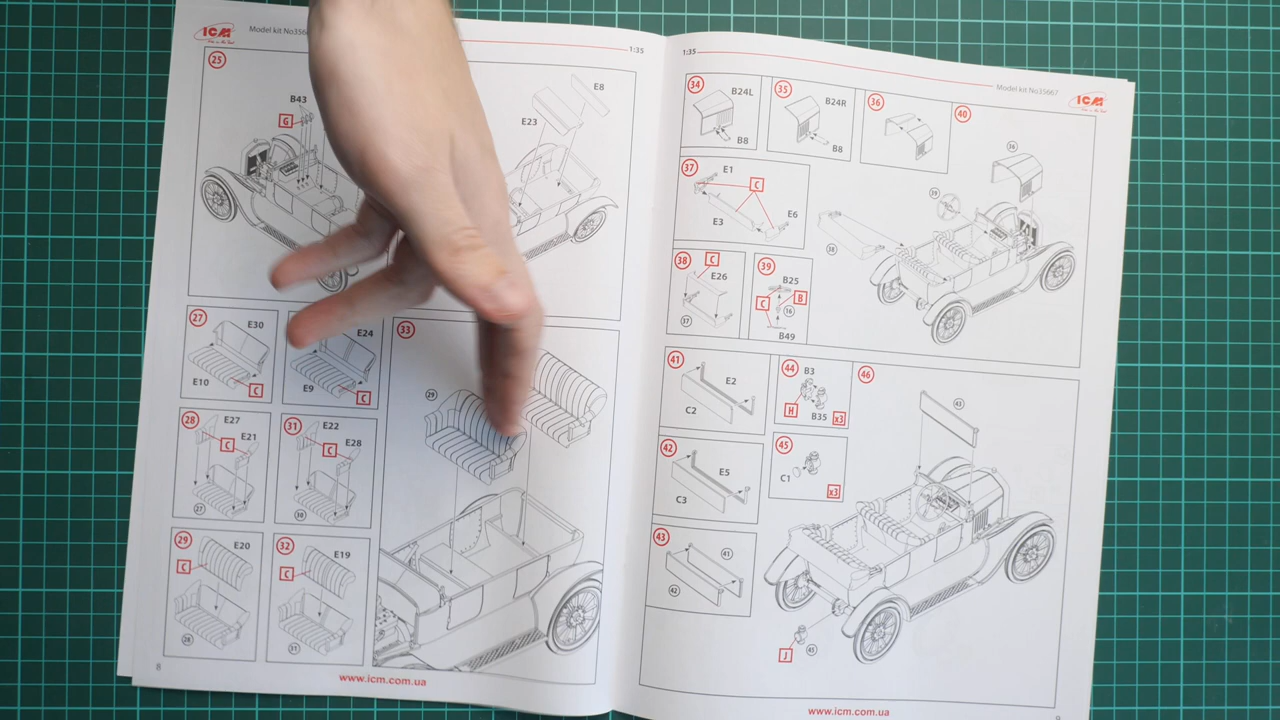 ICM
Model kit No356
1:35
25
B43
G
E23
E8
27
E30
E10
C
E24
E9
C
28
E27
E21
C
27
31
E22
E28
C
30
29
E20
C
28
32
E19
C
31
33
29
8
www.icm.com.ua
1:35
Model kit No35667
ICM
34
B24L
B8
35
B24R
B8
36
40
36
39
38
37
E1
C
E3
E6
38
C
E26
37
39
B25
C
B
16
B49
41
E2
C2
44
B3
H
B35
x3
46
43
42
E5
C3
45
C1
x3
43
41
42
J
45
www.icm.com.ua